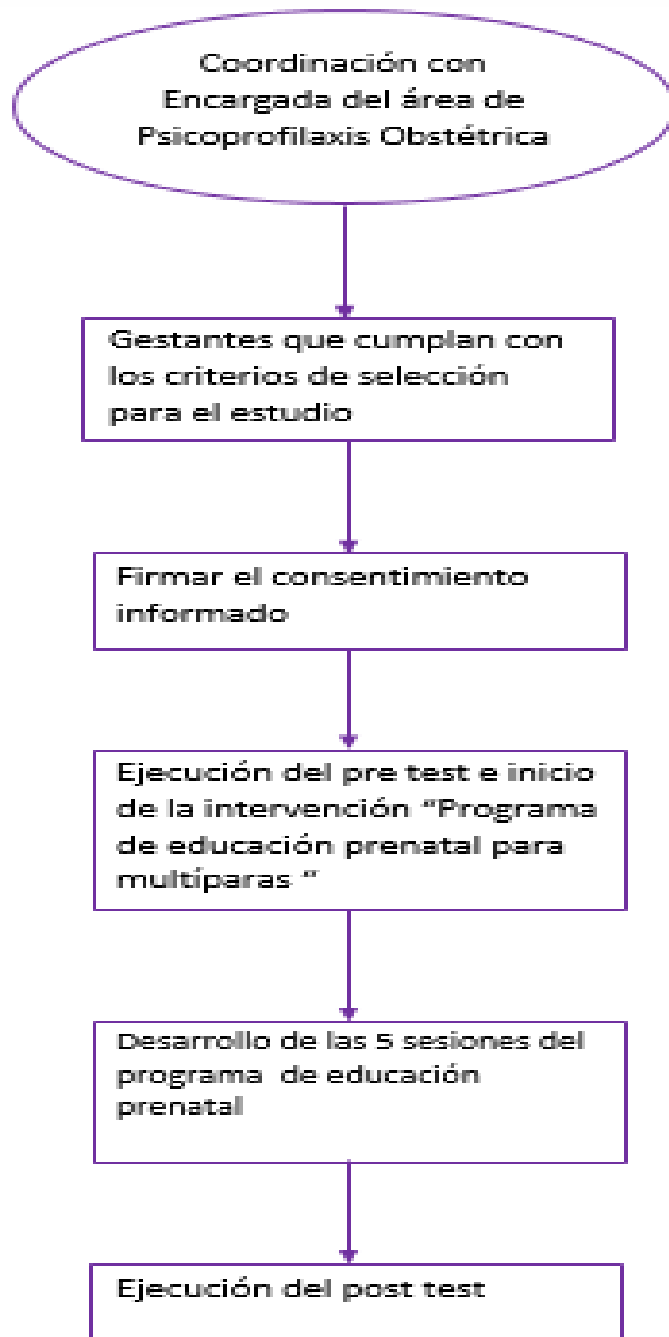 Coordinación con
Encargada del área de
Psicoprofilaxis Obstétrica
Gestantes que cumplan con
los criterios de selección
para el estudio
Firmar el consentimiento
informado
Ejecución del pre test e inicio
de la intervención “Programa
de educación prenatal para
multíparas “
Desarrollo de las 5 sesiones del
programa de educación
prenatal
Ejecución del post test